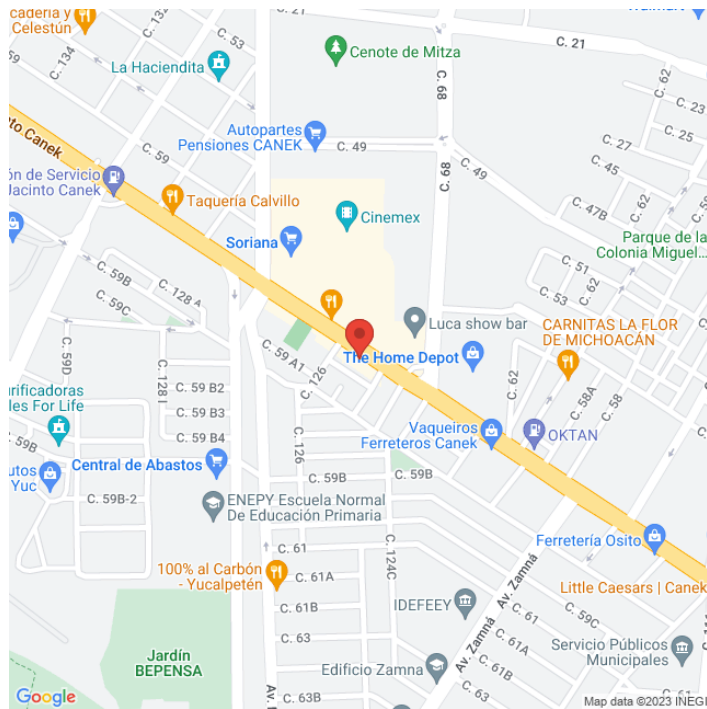 cadería y
Celestún
C. 132
C. 134
C. 53
C. 21
Walmart
C. 21
La Haciendita
Cenote de Mitza
C. 68
C. 62
C. 23
C. 25
C. 27
C. 45
C. 62
Autopartes
Pensiones CANEK
C. 49
C. 49
C. 59
nto Canek
ón de Servicio
Jacinto Canek
Taquería Calvillo
Cinemex
C. 68
C. 47B
Soriana
Parque de la
Colonia Miguel...
C. 59B
C. 128 A
C. 59C
C. 51
C. 62
C. 53
Luca show bar
CARNITAS LA FLOR
DE MICHOACÁN
The Home Depot
C. 59D
C. 128 I
C. 59 A1
C. 126
C. 62
C. 58A
C. 58
urificadoras
les For Life
C. 59 B2
C. 59 B3
C. 59 B4
C. 59B
Vaqueiros
Ferreteros Canek
OKTAN
C. 126
Central de Abastos
utos
Yuc
C. 59B-2
C. 59B
C. 59B
ENEPY Escuela Normal
De Educación Primaria
Ferretería Osito
C. 61
C. 124C
100% al Carbón
- Yucalpetén
C. 61A
Little Caesars | Canek
Av. Zamná
C. 61B
IDEFEEY
C. 61
C. 59C
C. 63
C. 61A
Servicio Públicos
Municipales
Jardín
BEPENSA
Edificio Zamna
Av. Zamná
C. 61B
C. 63B
C. 63
C. 61
Google
Map data ©2023 INEGI